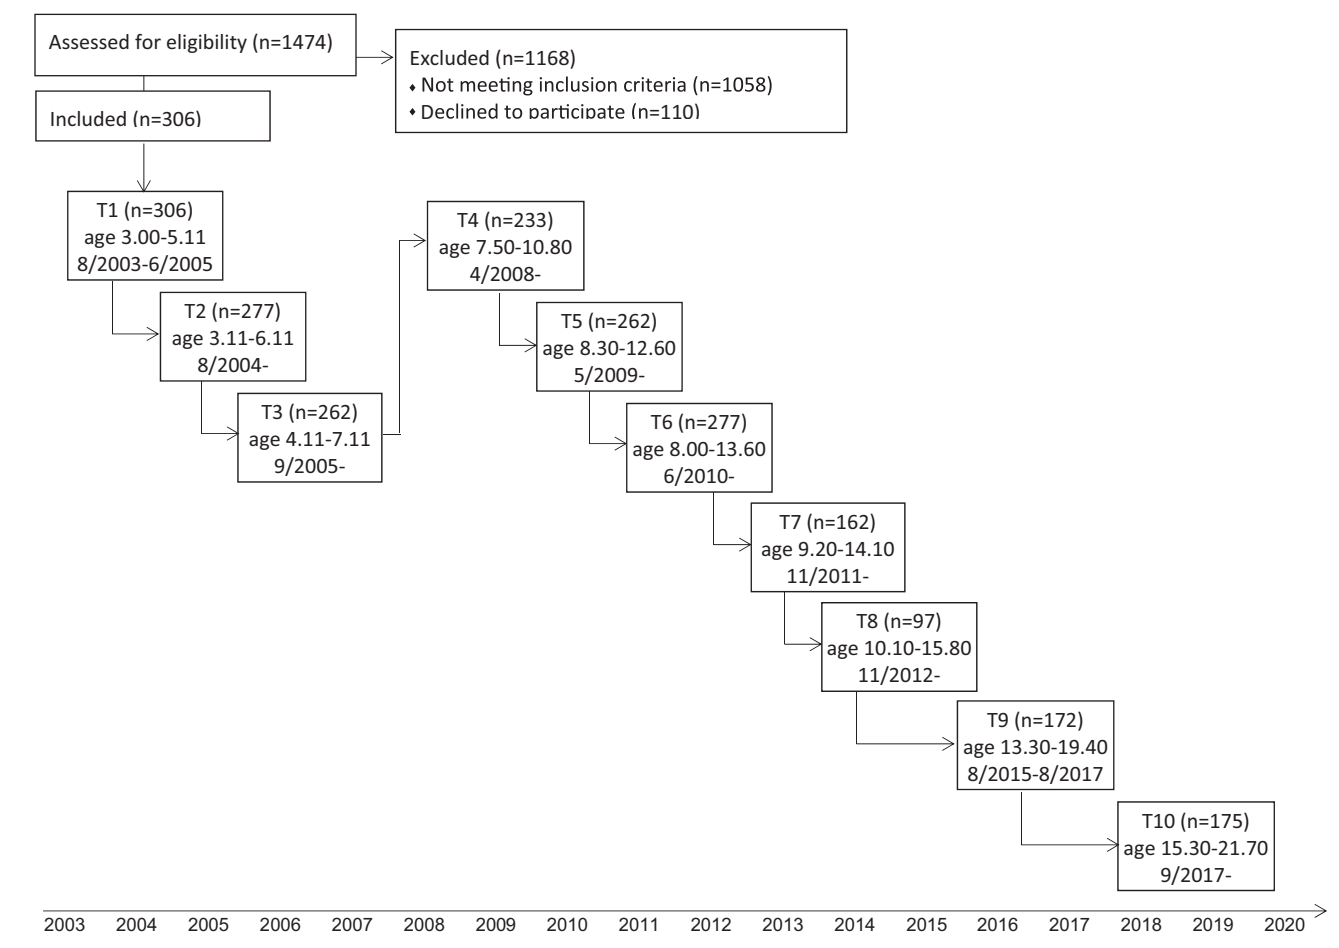 Assessed for eligibility (n=1474)
Excluded (n=1168)
⬧ Not meeting inclusion criteria (n=1058)
⬧ Declined to participate (n=110)
Included (n=306)
T1 (n=306)
age 3.00-5.11
8/2003-6/2005
T2 (n=277)
age 3.11-6.11
8/2004-
T3 (n=262)
age 4.11-7.11
9/2005-
T4 (n=233)
age 7.50-10.80
4/2008-
T5 (n=262)
age 8.30-12.60
5/2009-
T6 (n=277)
age 8.00-13.60
6/2010-
T7 (n=162)
age 9.20-14.10
11/2011-
T8 (n=97)
age 10.10-15.80
11/2012-
T9 (n=172)
age 13.30-19.40
8/2015-8/2017
T10 (n=175)
age 15.30-21.70
9/2017-
2003 2004 2005 2006 2007 2008 2009 2010 2011 2012 2013 2014 2015 2016 2017 2018 2019 2020